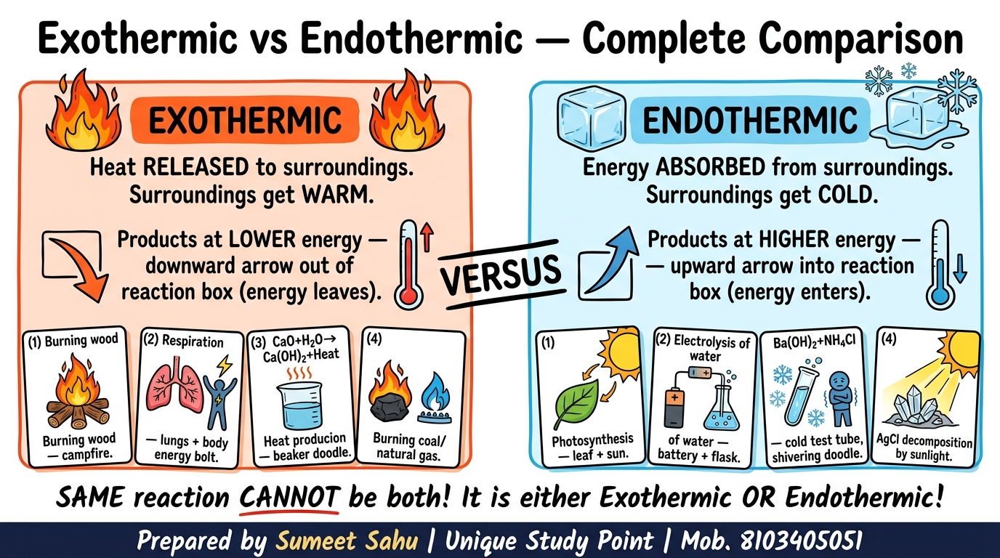 Exothermic vs Endothermic — Complete Comparison
EXOTHERMIC
Heat RELEASED to surroundings.
Surroundings get WARM.
Products at LOWER energy —
downward arrow out of
reaction box (energy leaves).
(1) Burning wood
Burning wood
— campfire.
(2) Respiration
— lungs + body
energy bolt.
(3) CaO+H₂O→
Ca(OH)₂+Heat
Heat producion
— beaker doodle.
(4)
Burning coal/
natural gas.
VERSUS
ENDOTHERMIC
Energy ABSORBED from surroundings.
Surroundings get COLD.
Products at HIGHER energy —
— upward arrow into reaction
box (energy enters).
(1)
Photosynthesis
— leaf + sun.
(2) Electrolysis of
water
of water —
battery + flask.
Ba(OH)₂+NH₄Cl
— cold test tube,
shivering doodle.
(4)
AgCl decomposition
by sunlight.
SAME reaction CANNOT be both! It is either Exothermic OR Endothermic!
Prepared by Sumeet Sahu | Unique Study Point | Mob. 8103405051